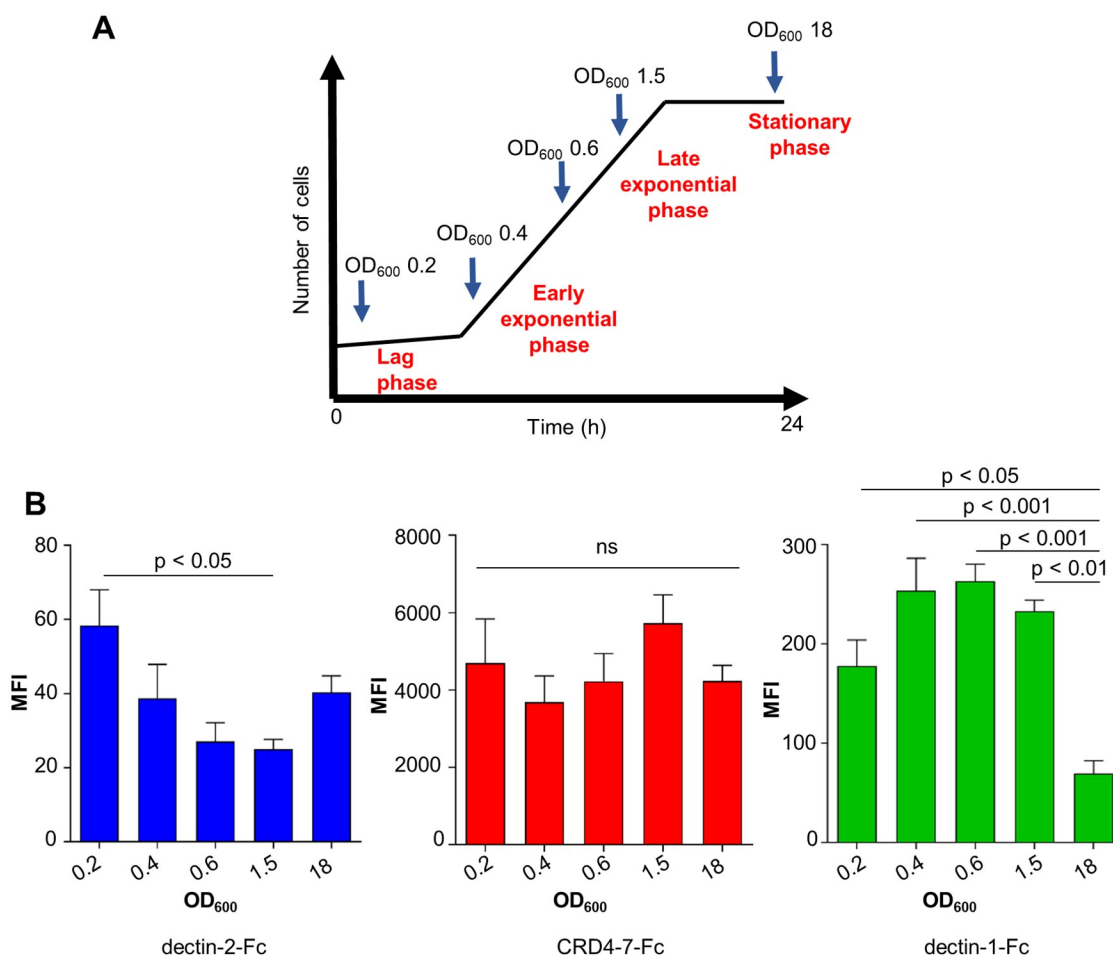 A
OD₆₀₀ 18
OD₆₀₀ 1.5
OD₆₀₀ 0.6
OD₆₀₀ 0.4
OD₆₀₀ 0.2
Stationary
phase
Late
exponential
phase
Early
exponential
phase
Lag
phase
Number of cells
0
Time (h)
24
B
p < 0.05
80
60
40
20
0
MFI
0.2
0.4
0.6
1.5
18
OD₆₀₀
dectin-2-Fc
ns
8000
6000
4000
2000
0
MFI
0.2
0.4
0.6
1.5
18
OD₆₀₀
CRD4-7-Fc
p < 0.05
p < 0.001
p < 0.001
p < 0.01
300
200
100
0
MFI
0.2
0.4
0.6
1.5
18
OD₆₀₀
dectin-1-Fc